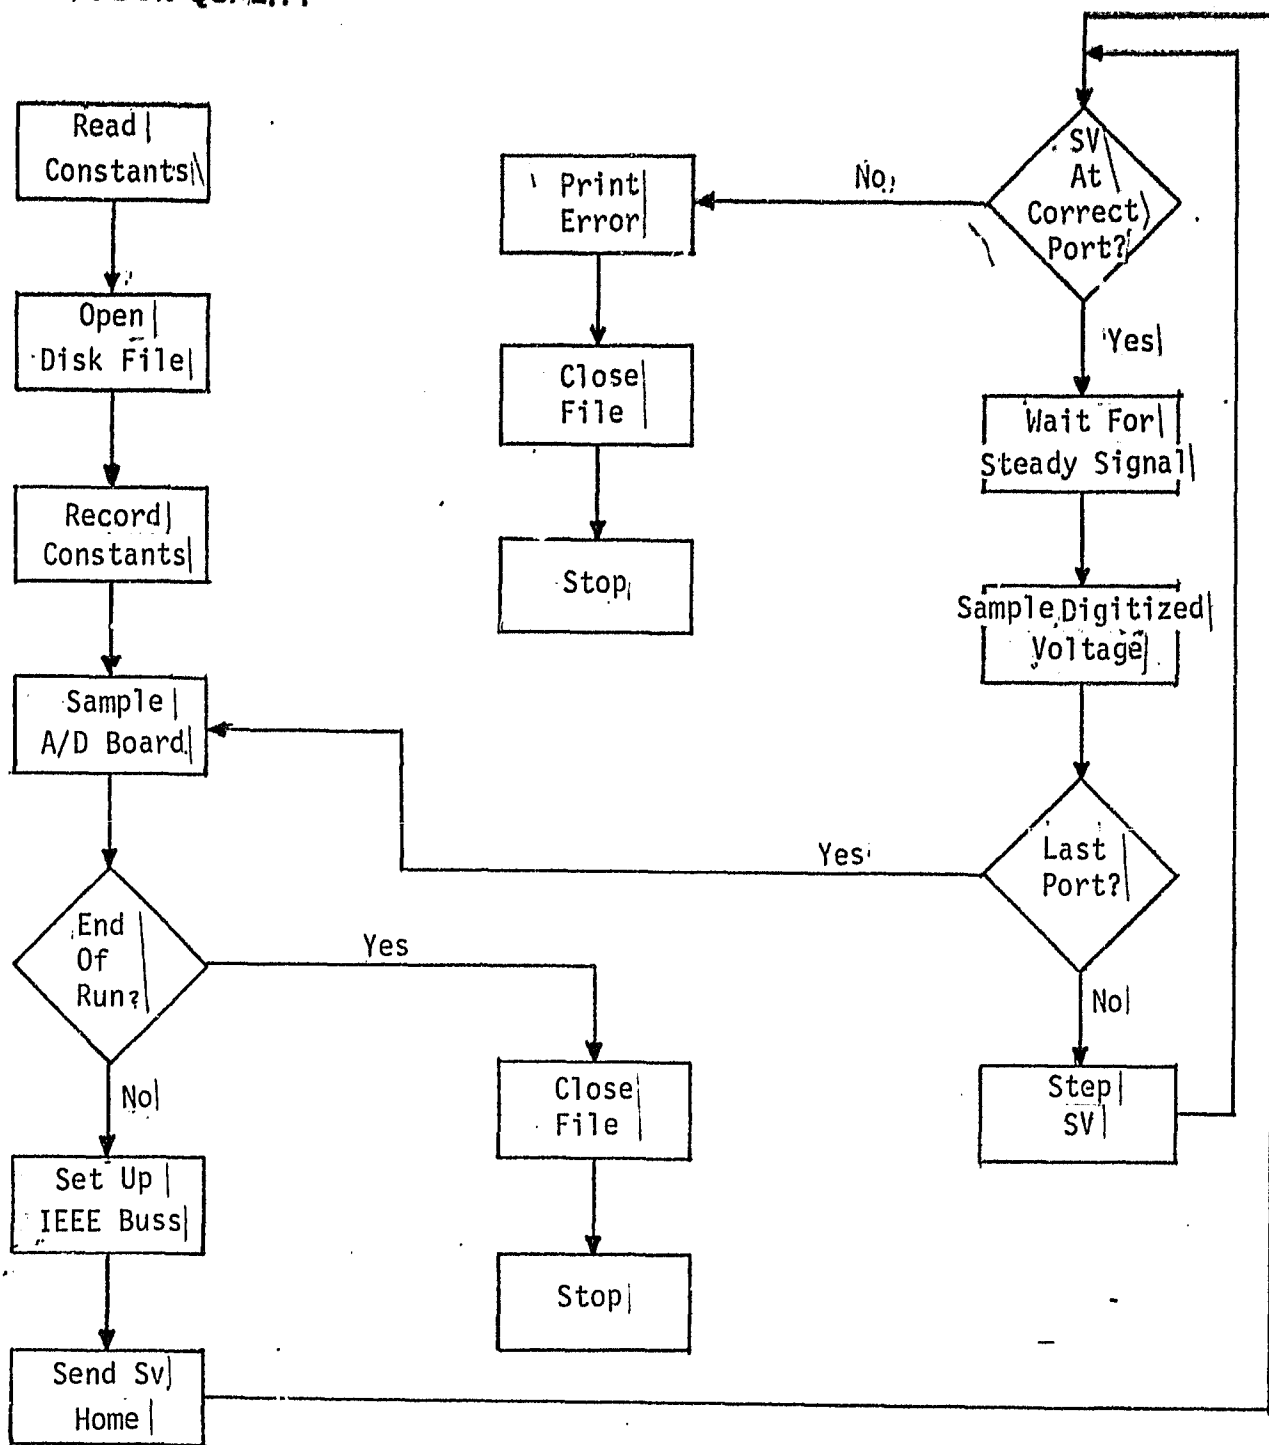 Read
Constants
Open
Disk File
Record
Constants
Sample
A/D Board
End
Of
Run?
Yes
No
Set Up
IEEE Buss
Send Sv
Home
Print
Error
Close
File
Stop
Close
File
Stop
SV
At
Correct
Port?
No
Yes
Wait For
Steady Signal
Sample Digitized
Voltage
Last
Port?
Yes
No
Step
SV